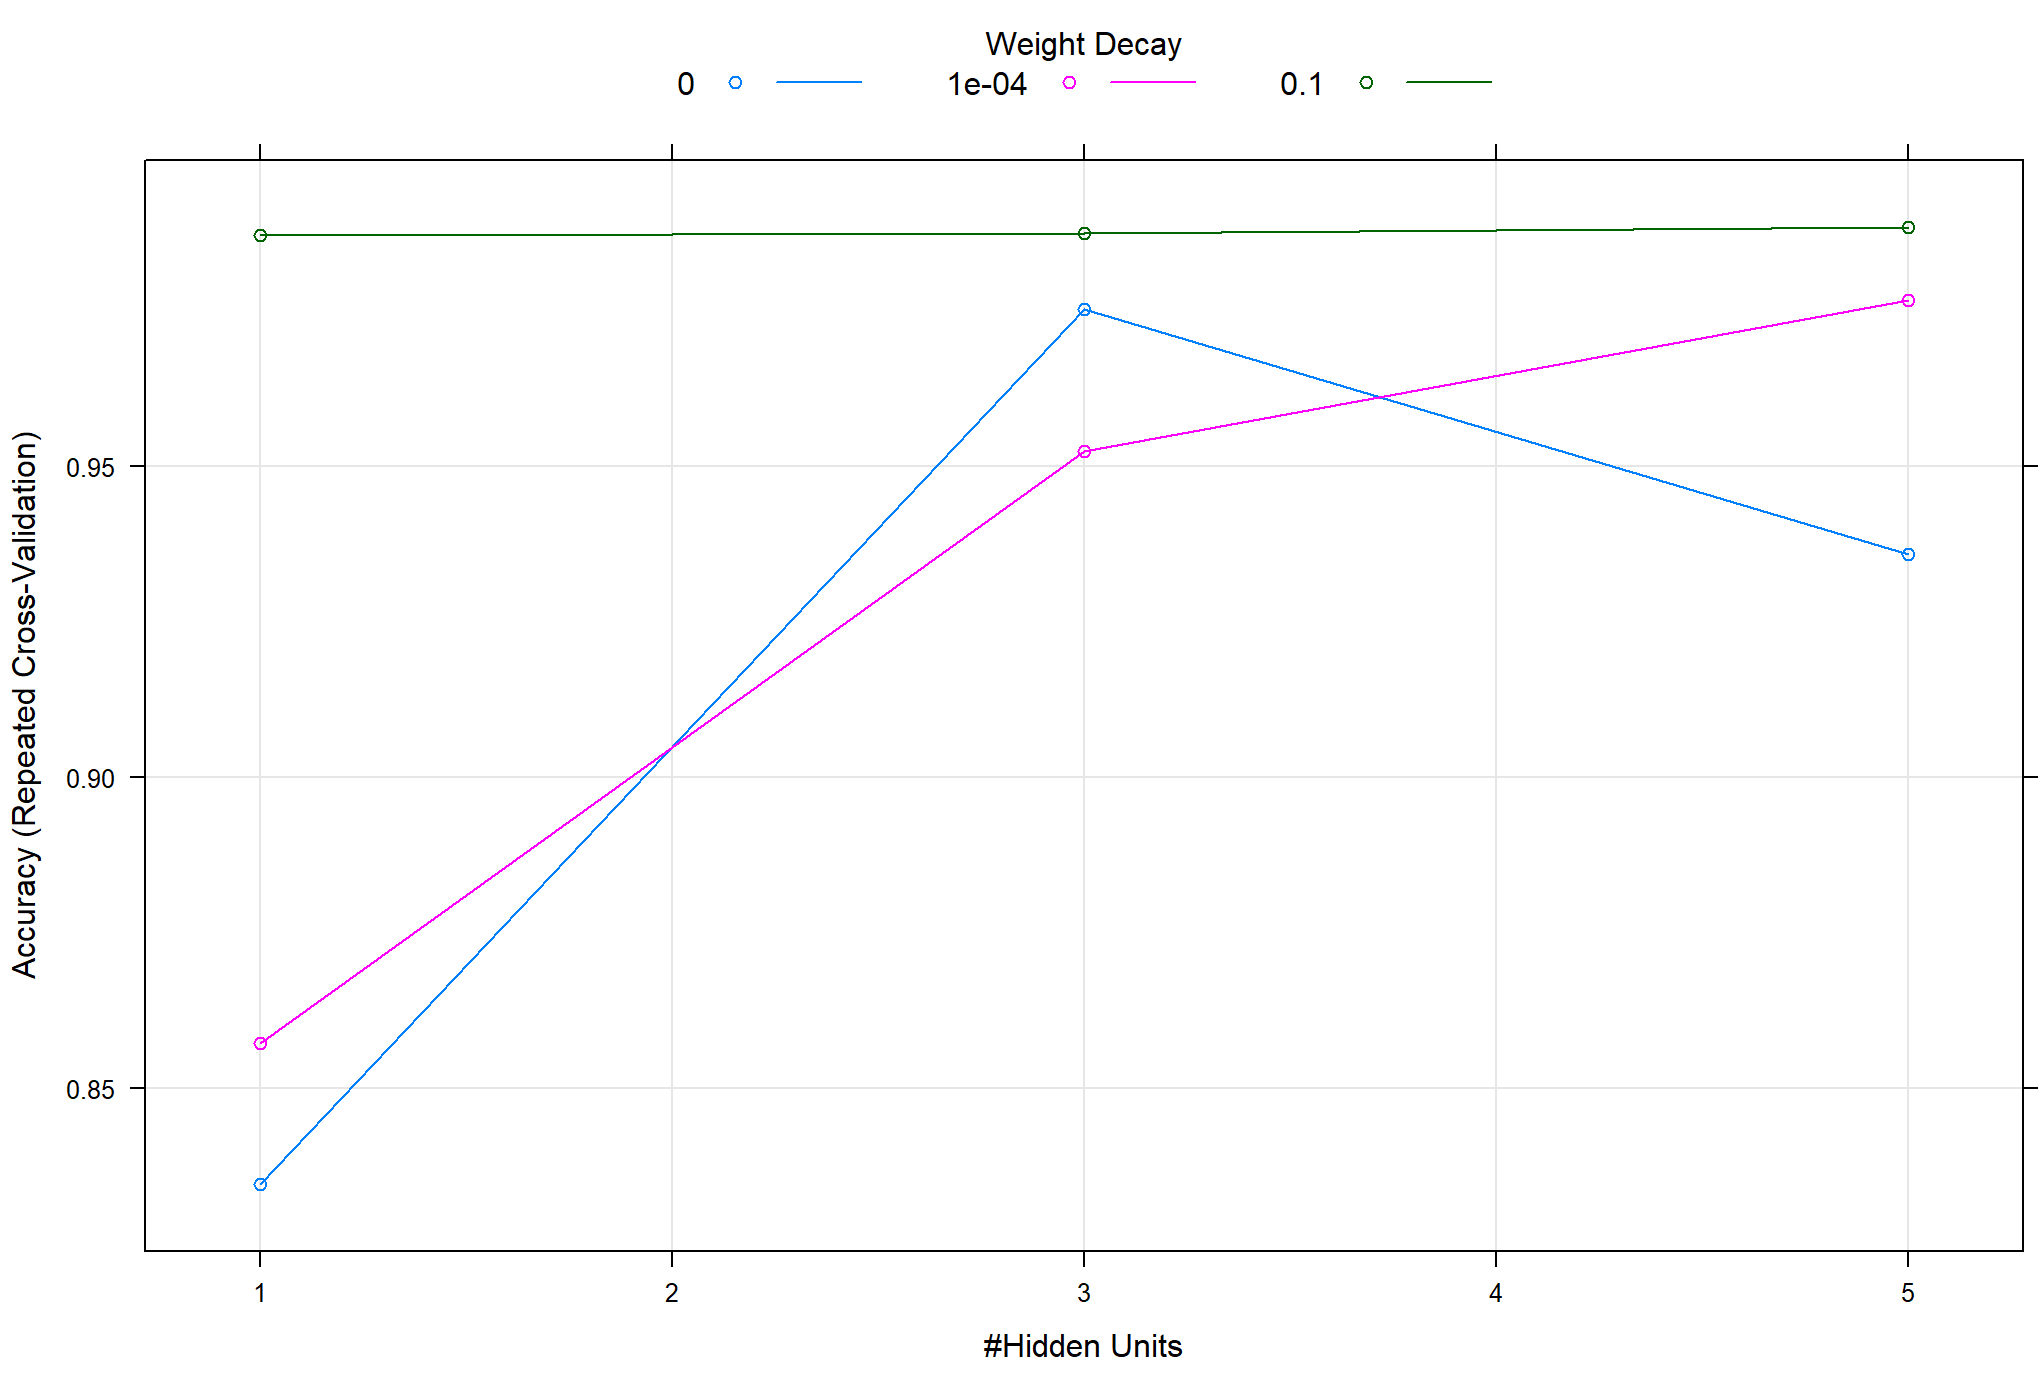 Weight Decay
0 1e-04 0.1
Accuracy (Repeated Cross-Validation)
0.95
0.90
0.85
1 2 3 4 5
#Hidden Units